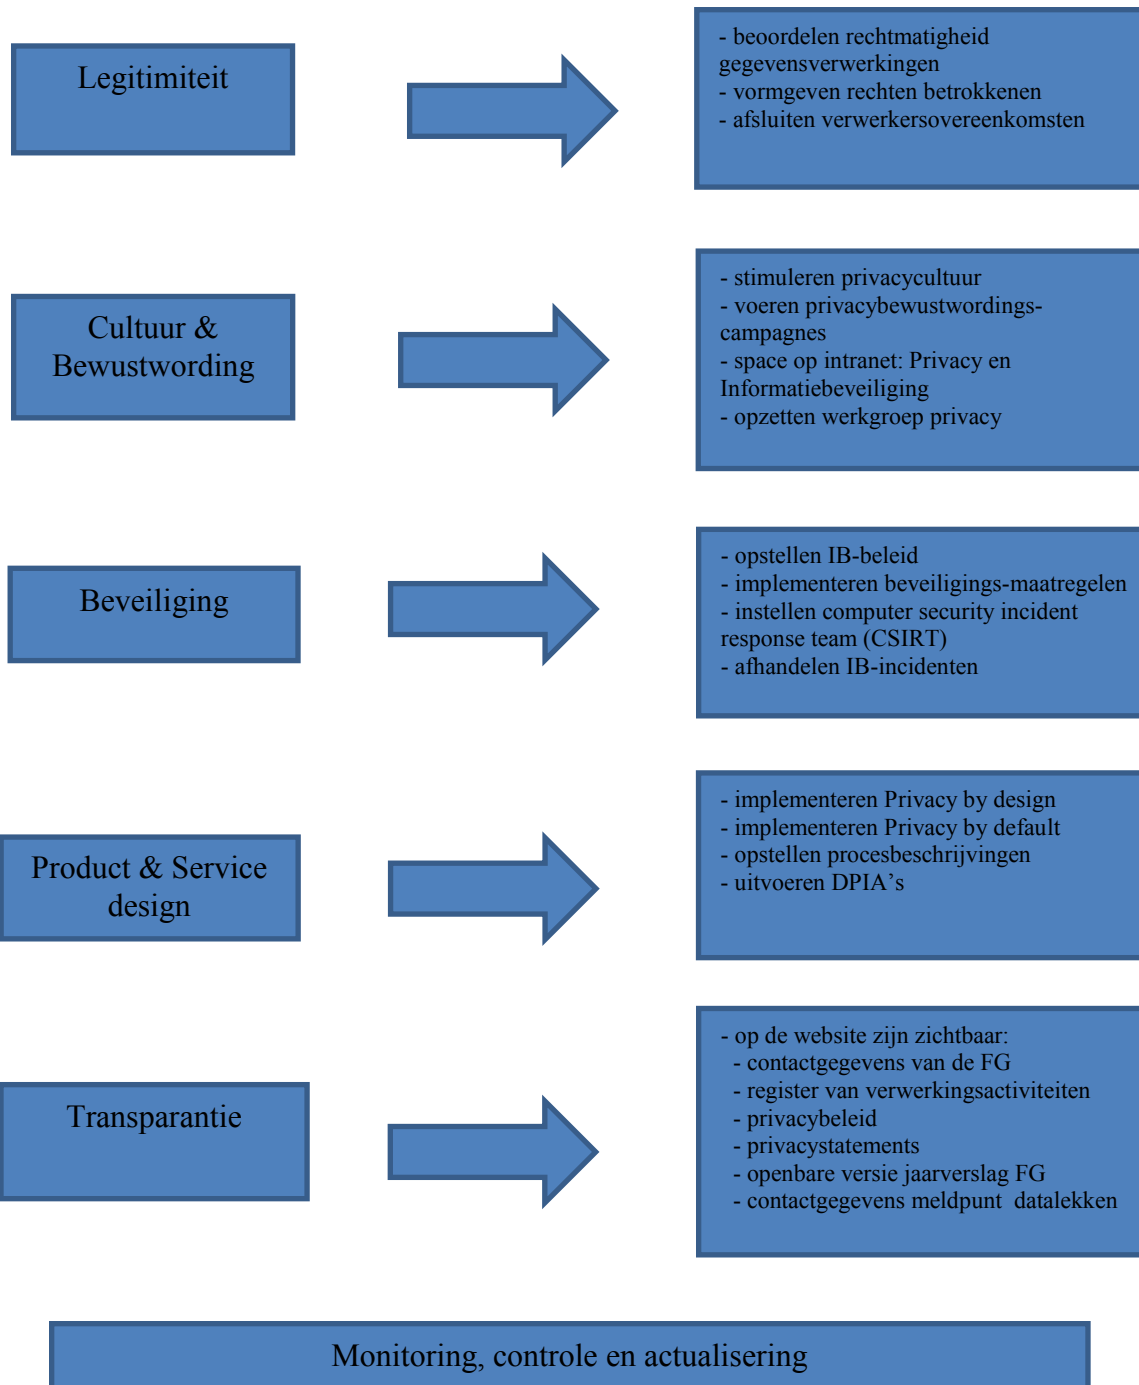 Legitimiteit
- beoordelen rechtmatigheid
gegevensverwerkingen
- vormgeven rechten betrokkenen
- afsluiten verwerkersovereenkomsten
Cultuur &
Bewustwording
- stimuleren privacycultuur
- voeren privacybewustwordings-
campagnes
- space op intranet: Privacy en
Informatiebeveiliging
- opzetten werkgroep privacy
Beveiliging
- opstellen IB-beleid
- implementeren beveiligings-maatregelen
- instellen computer security incident
response team (CSIRT)
- afhandelen IB-incidenten
Product & Service
design
- implementeren Privacy by design
- implementeren Privacy by default
- opstellen procesbeschrijvingen
- uitvoeren DPIA’s
Transparantie
- op de website zijn zichtbaar:
- contactgegevens van de FG
- register van verwerkingsactiviteiten
- privacybeleid
- privacystatements
- openbare versie jaarverslag FG
- contactgegevens meldpunt datalekken
Monitoring, controle en actualisering